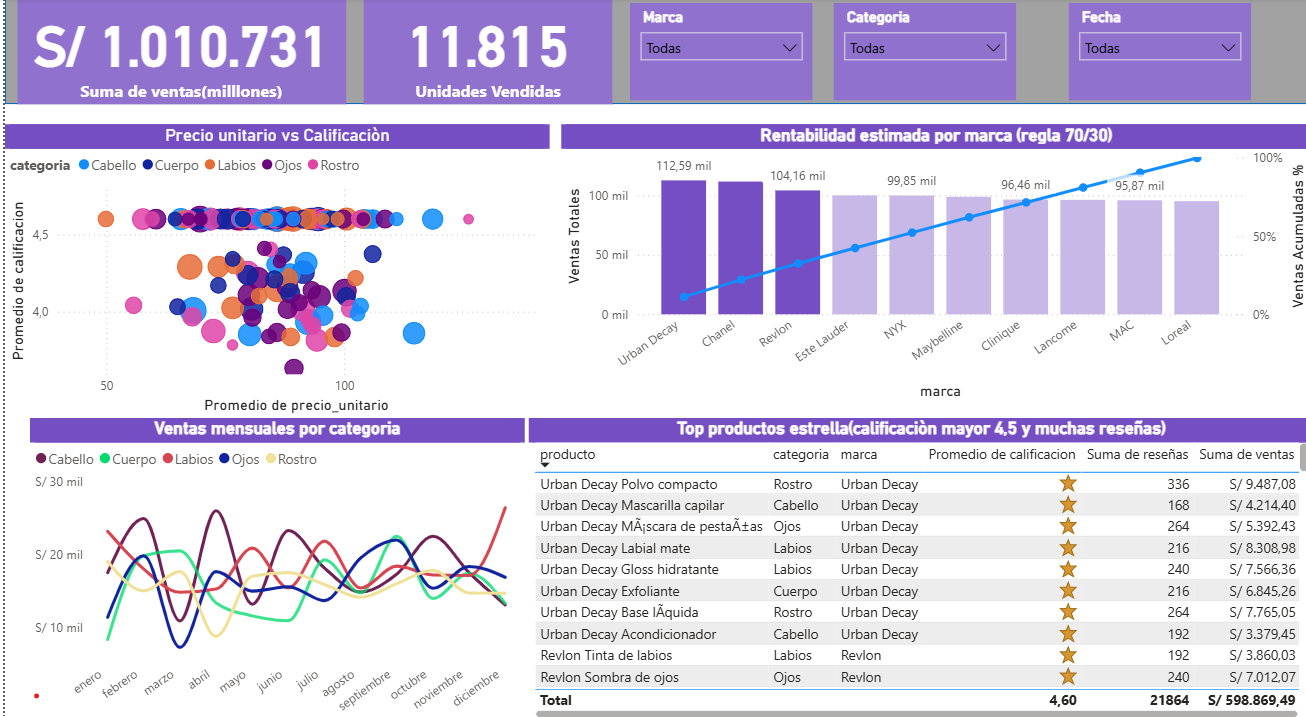 S/ 1.010.731
Suma de ventas(milllones)
11.815
Unidades Vendidas
Marca
Todas
Categoria
Todas
Fecha
Todas
Precio unitario vs Calificaciòn
categoria Cabello Cuerpo Labios Ojos Rostro
Promedio de calificacion
4,5
4,0
50 100
Promedio de precio_unitario
Rentabilidad estimada por marca (regla 70/30)
Ventas Totales
100 mil
50 mil
0 mil
112,59 mil
104,16 mil
99,85 mil
96,46 mil
95,87 mil
100%
50%
0%
Ventas Acumuladas %
Urban Decay
Chanel
Revlon
Este Lauder
NYX
Maybelline
Clinique
Lancome
MAC
Loreal
marca
Ventas mensuales por categoria
Cabello Cuerpo Labios Ojos Rostro
S/ 30 mil
S/ 20 mil
S/ 10 mil
enero
febrero
marzo
abril
mayo
junio
julio
agosto
septiembre
octubre
noviembre
diciembre
Top productos estrella(calificaciòn mayor 4,5 y muchas reseñas)
producto categoria marca Promedio de calificacion Suma de reseñas Suma de ventas
Urban Decay Polvo compacto Rostro Urban Decay 336 S/ 9.487,08
Urban Decay Mascarilla capilar Cabello Urban Decay 168 S/ 4.214,40
Urban Decay MÃ¡scara de pestaÃ±as Ojos Urban Decay 264 S/ 5.392,43
Urban Decay Labial mate Labios Urban Decay 216 S/ 8.308,98
Urban Decay Gloss hidratante Labios Urban Decay 240 S/ 7.566,36
Urban Decay Exfoliante Cuerpo Urban Decay 216 S/ 6.845,26
Urban Decay Base lÃquida Rostro Urban Decay 264 S/ 7.765,05
Urban Decay Acondicionador Cabello Urban Decay 192 S/ 3.379,45
Revlon Tinta de labios Labios Revlon 192 S/ 3.860,03
Revlon Sombra de ojos Ojos Revlon 240 S/ 7.012,07
Total 4,60 21864 S/ 598.869,49